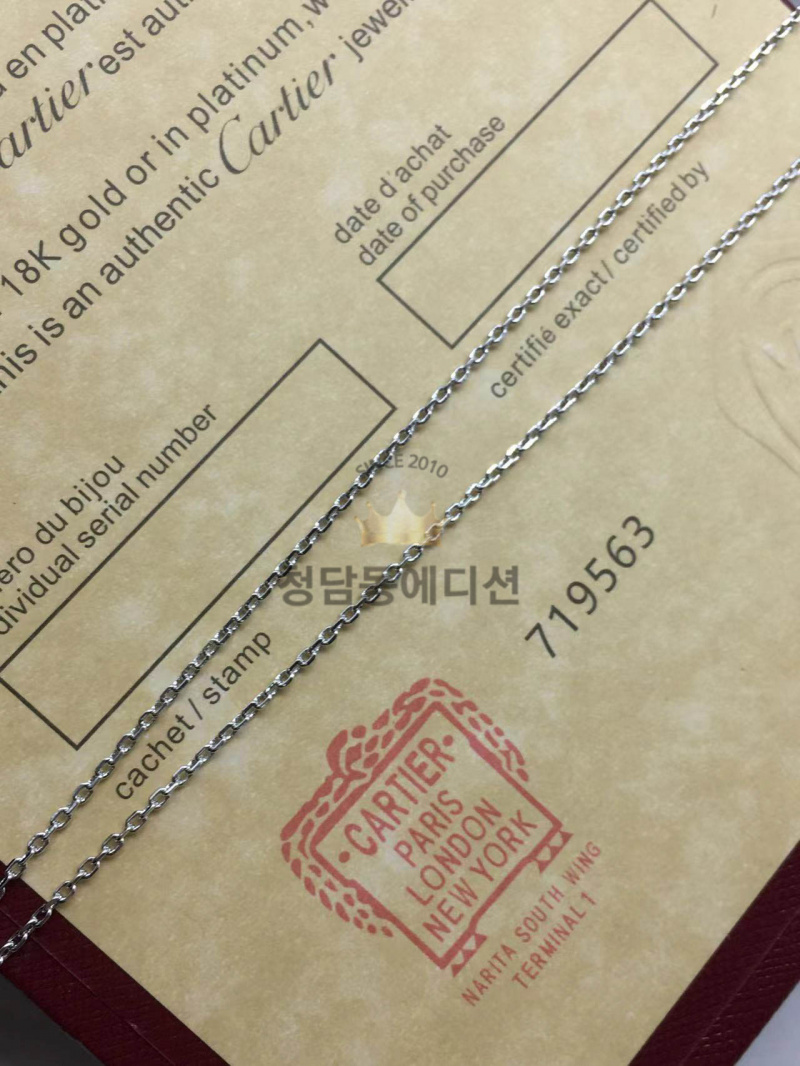 en platin
Cartier est aut
18K gold or in platinum, w
this is an authentic Cartier jewel
date d'achat
date of purchase
certifié exact / certified by
ero du bijou
dividual serial number
cachet / stamp
SINCE 2010
청담동에디션
719563
·CARTIER·
PARIS
LONDON
NEW YORK
NARITA SOUTH WING
TERMINAL 1